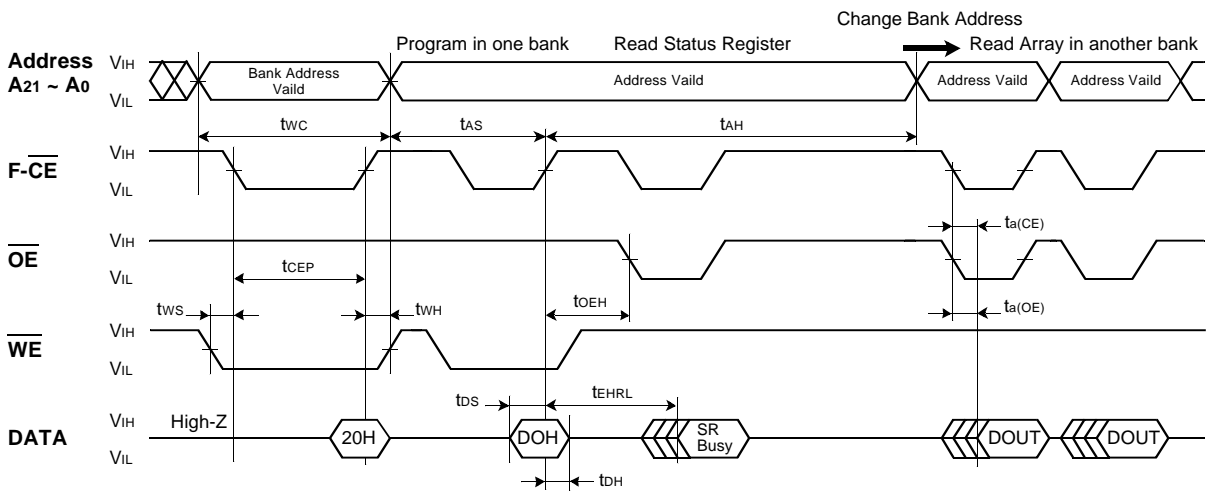 Change Bank Address
Program in one bank Read Status Register Read Array in another bank
Address
A21 ~ A0
VIH
VIL
Bank Address
Vaild
Address Vaild
Address Vaild
Address Vaild
tWC
tAS
tAH
F-CE
VIH
VIL
ta(CE)
OE
VIH
VIL
tCEP
tWS
tWH
tOEH
ta(OE)
WE
VIH
VIL
tDS
tEHRL
DATA
VIH
VIL
High-Z
20H
DOH
SR
Busy
DOUT
DOUT
tDH